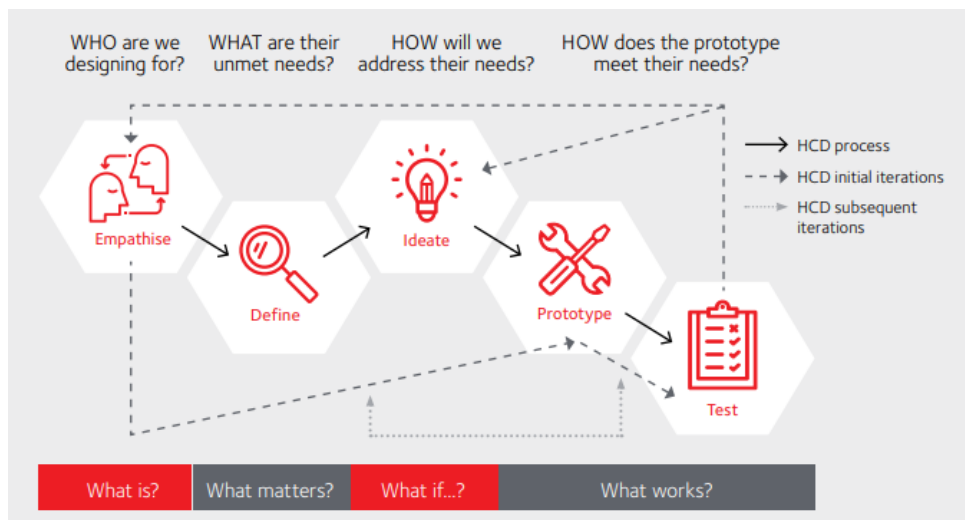 WHO are we
designing for?
WHAT are their
unmet needs?
HOW will we
address their needs?
HOW does the prototype
meet their needs?
HCD process
HCD initial iterations
HCD subsequent
iterations
Empathise
Define
Ideate
Prototype
Test
What is?
What matters?
What if...?
What works?